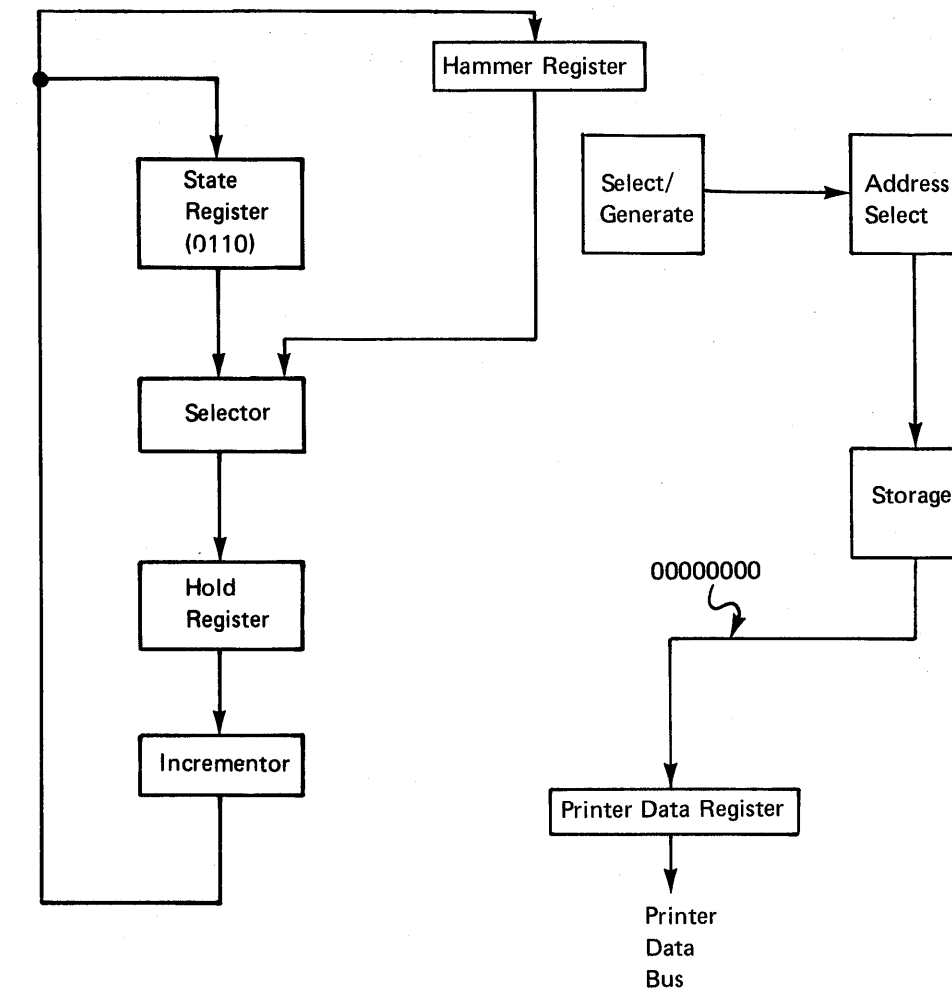 Hammer Register
State
Register
(0110)
Select/
Generate
Address
Select
Selector
Storage
Hold
Register
00000000
Incrementor
Printer Data Register
Printer
Data
Bus